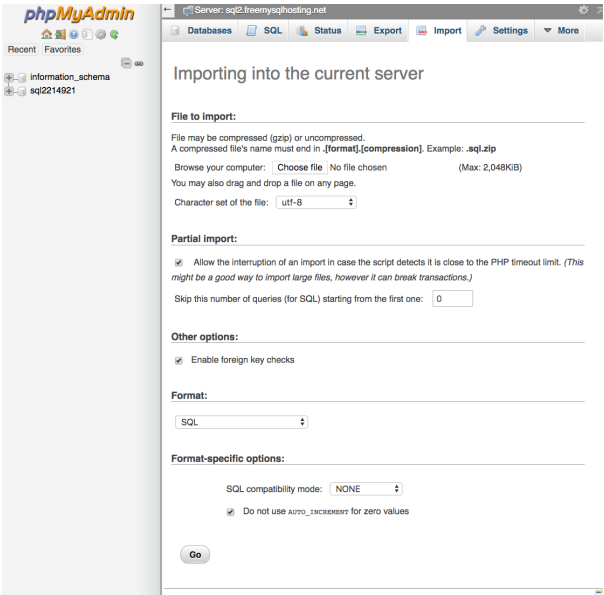 phpMyAdmin
Recent Favorites
information_schema
sql2214921
Server: sql2.freemysqlhosting.net
Databases SQL Status Export Import Settings More
Importing into the current server
File to import:
File may be compressed (gzip) or uncompressed.
A compressed file's name must end in .[format].[compression]. Example: .sql.zip
Browse your computer: Choose file No file chosen (Max: 2,048KiB)
You may also drag and drop a file on any page.
Character set of the file: utf-8
Partial import:
Allow the interruption of an import in case the script detects it is close to the PHP timeout limit. (This
might be a good way to import large files, however it can break transactions.)
Skip this number of queries (for SQL) starting from the first one: 0
Other options:
Enable foreign key checks
Format:
SQL
Format-specific options:
SQL compatibility mode: NONE
Do not use AUTO_INCREMENT for zero values
Go